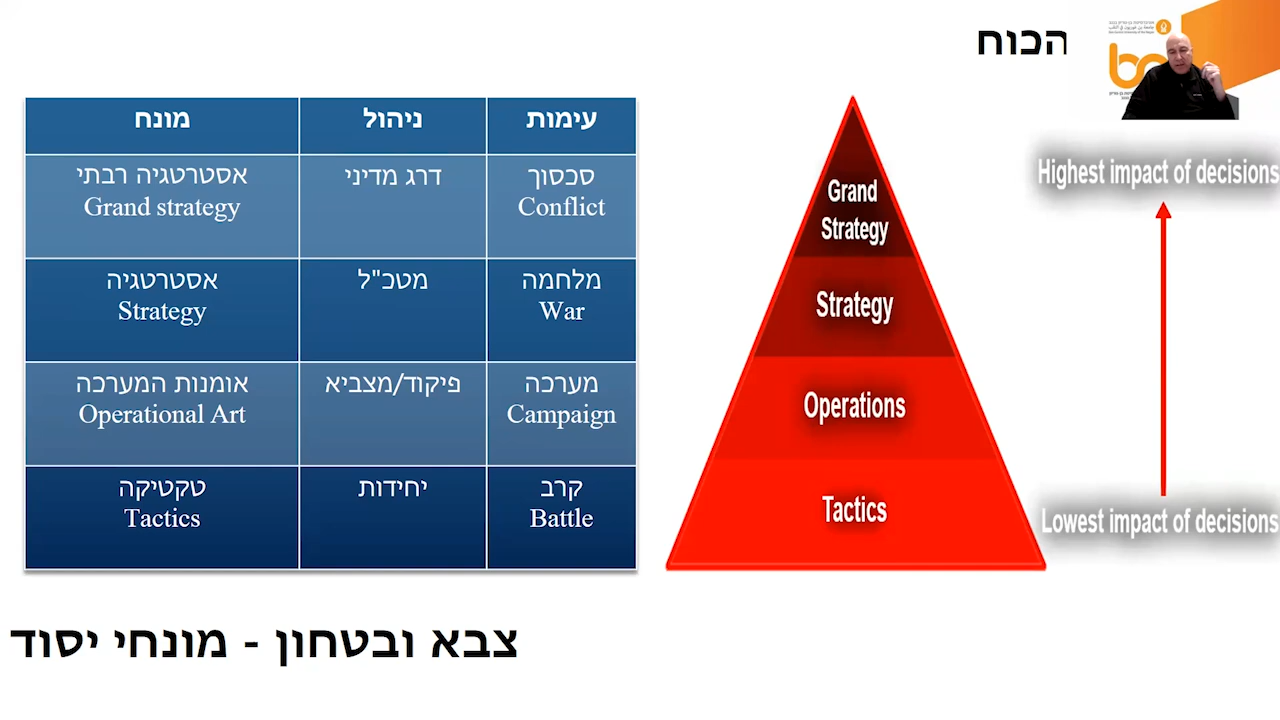 הכוח
עימות ניהול מונח
סכסוך דרג מדיני אסטרטגיה רבתי
Conflict Grand strategy
מלחמה מטכ"ל אסטרטגיה
War Strategy
מערכה פיקוד/מצביא אומנות המערכה
Campaign Operational Art
קרב יחידות טקטיקה
Battle Tactics
Grand
Strategy
Strategy
Operations
Tactics
Highest impact of decisions
Lowest impact of decisions
צבא ובטחון - מונחי יסוד